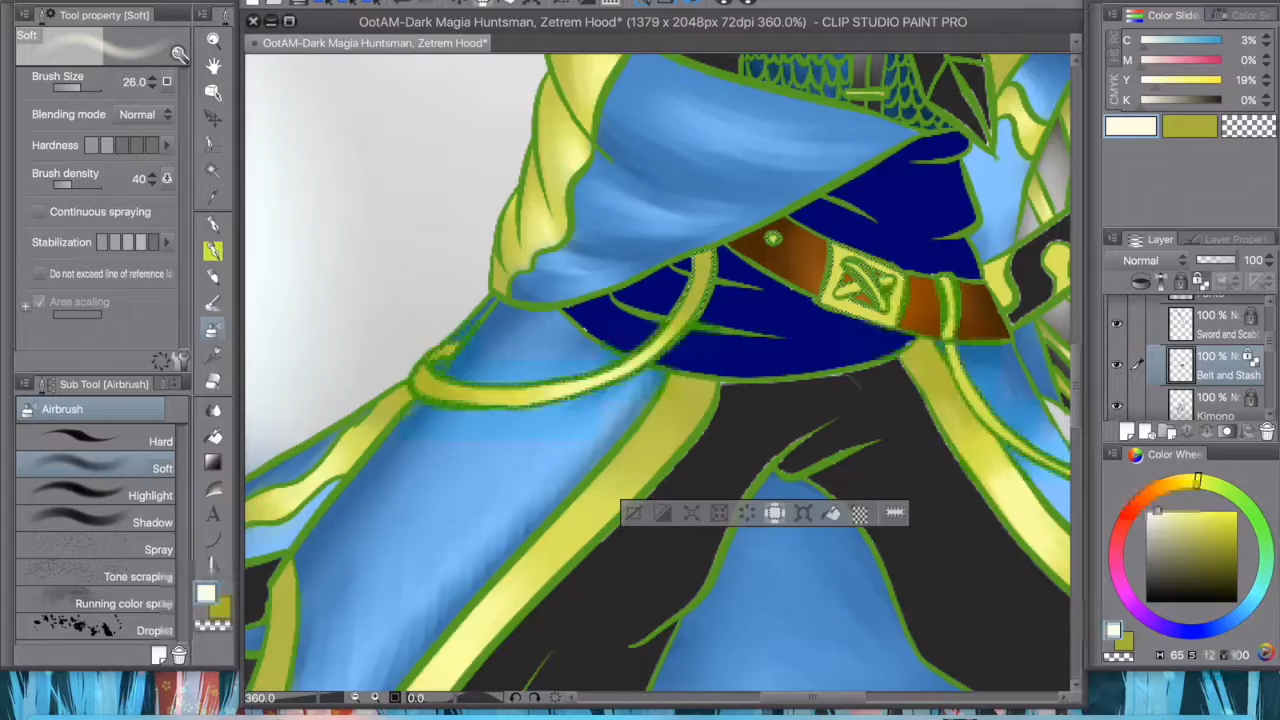 OotAM-Dark Magia Huntsman, Zetrem Hood* (1379 x 2048px 72dpi 360.0%) - CLIP STUDIO PAINT PRO
OotAM-Dark Magia Huntsman, Zetrem Hood*
Tool property [Soft]
Soft
Brush Size 26.0
Blending mode Normal
Hardness
Brush density 40
Continuous spraying
Stabilization
Do not exceed line of reference la
Area scaling
Sub Tool [Airbrush]
Airbrush
Hard
Soft
Highlight
Shadow
Spray
Tone scraping
Running color spra
Drople
360.0
0.0
Color Slide
C 3%
M 0%
Y 19%
K 0%
Layer
Layer Propert
Normal 100
100 %
Sword and Scab
100 %
Belt and Stash
100 %
Kimono
Color Wheel
H 65 S 100